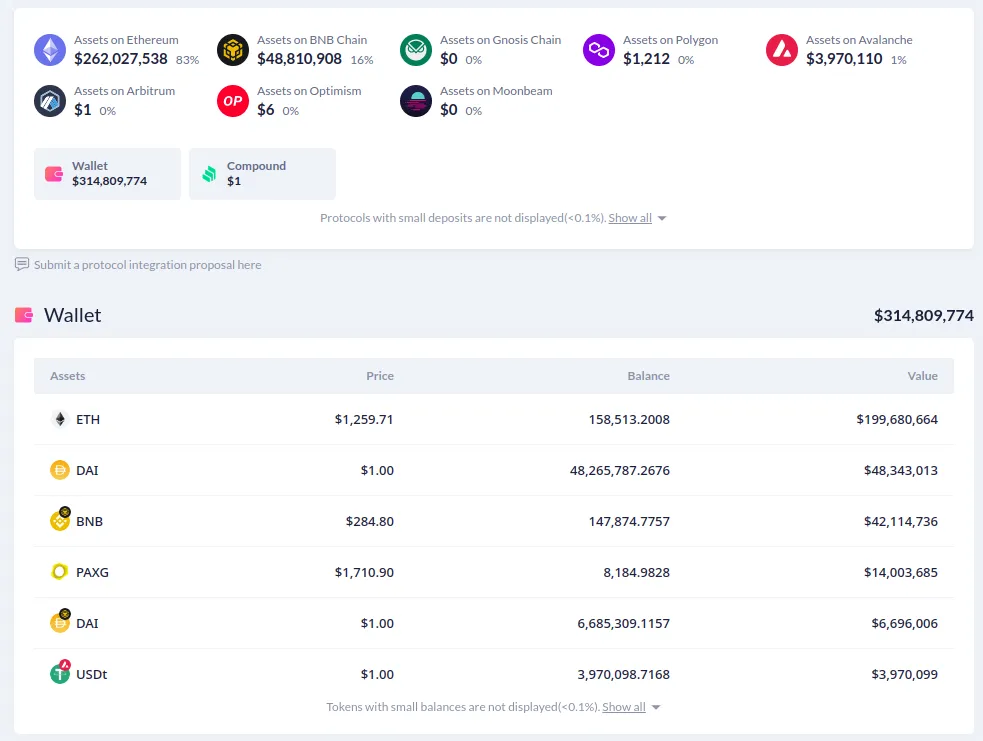 Assets on Ethereum Assets on BNB Chain Assets on Gnosis Chain Assets on Polygon Assets on Avalanche
$262,027,538 83% $48,810,908 16% $0 0% $1,212 0% $3,970,110 1%
Assets on Arbitrum Assets on Optimism Assets on Moonbeam
$1 0% OP $6 0% $0 0%
Wallet Compound
$314,809,774 $1
Protocols with small deposits are not displayed(<0.1%). Show all
Submit a protocol integration proposal here
Wallet $314,809,774
Assets Price Balance Value
ETH $1,259.71 158,513.2008 $199,680,664
DAI $1.00 48,265,787.2676 $48,343,013
BNB $284.80 147,874.7757 $42,114,736
PAXG $1,710.90 8,184.9828 $14,003,685
DAI $1.00 6,685,309.1157 $6,696,006
USDt $1.00 3,970,098.7168 $3,970,099
Tokens with small balances are not displayed(<0.1%). Show all